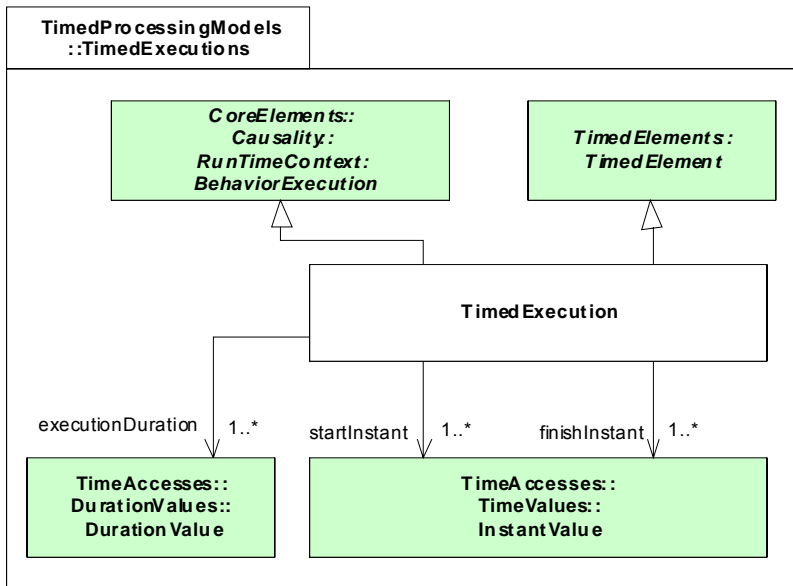 TimedProcessingModels
::TimedExecutions
CoreElements::
Causality::
RunTimeContext:
BehaviorExecution
TimedElements:
TimedElement
TimedExecution
executionDuration 1..*
startInstant 1..*
finishInstant 1..*
TimeAccesses::
DurationValues::
DurationValue
TimeAccesses::
TimeValues::
InstantValue